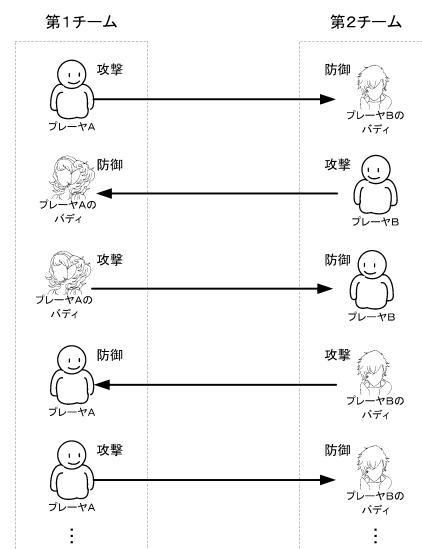 第1チーム
第2チーム
攻撃
防御
プレーヤA
プレーヤBの
バディ
防御
攻撃
プレーヤAの
バディ
プレーヤB
攻撃
防御
プレーヤAの
バディ
プレーヤB
防御
攻撃
プレーヤA
プレーヤBの
バディ
攻撃
防御
プレーヤA
プレーヤBの
バディ
⋮
⋮